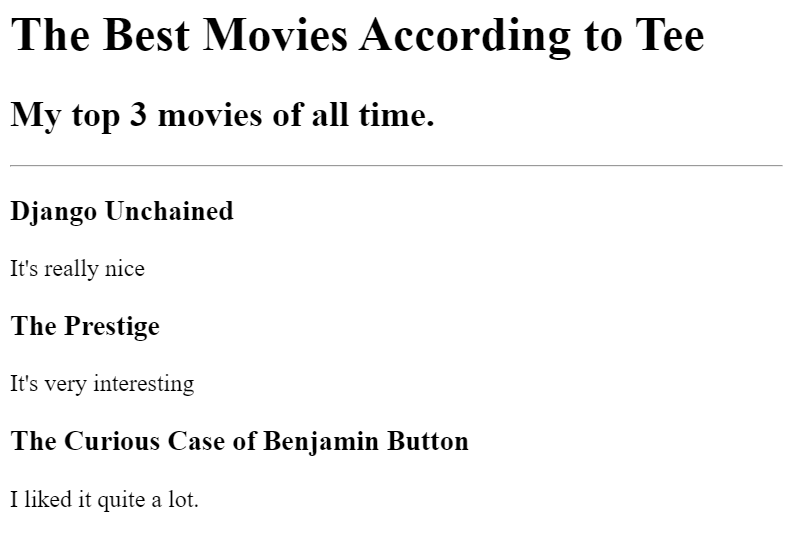 The Best Movies According to Tee
My top 3 movies of all time.
Django Unchained
It's really nice
The Prestige
It's very interesting
The Curious Case of Benjamin Button
I liked it quite a lot.